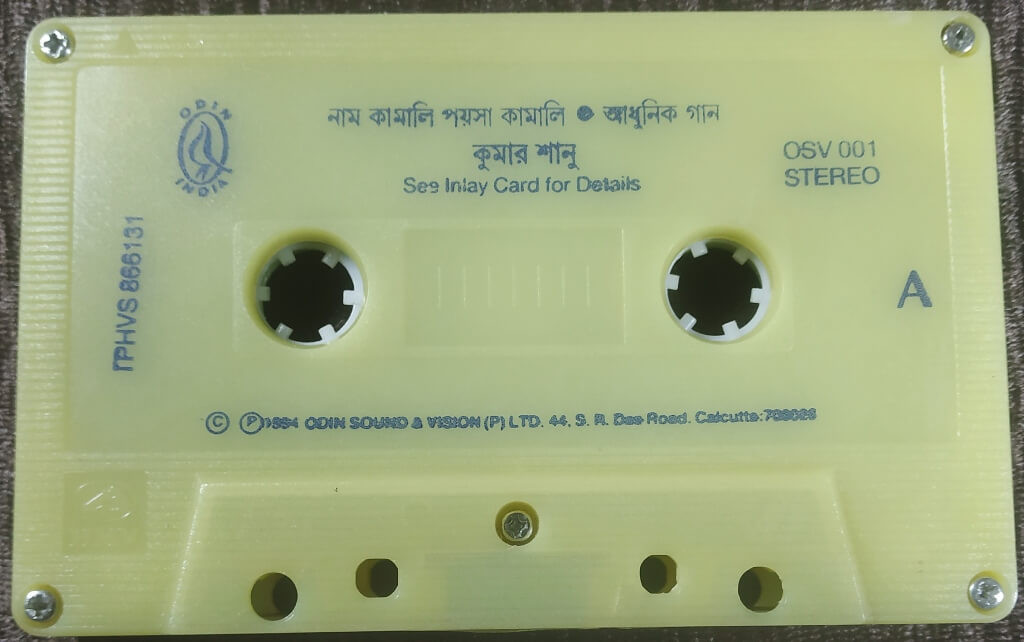 ODIN
INDIA
নাম কামালি পয়সা কামালি ● আধুনিক গান
কুমার শানু
See Inlay Card for Details
OSV 001
STEREO
ГPHVS 866131
A
© ℗1994 ODIN SOUND & VISION (P) LTD. 44, S. R. Das Road. Calcutta:700026